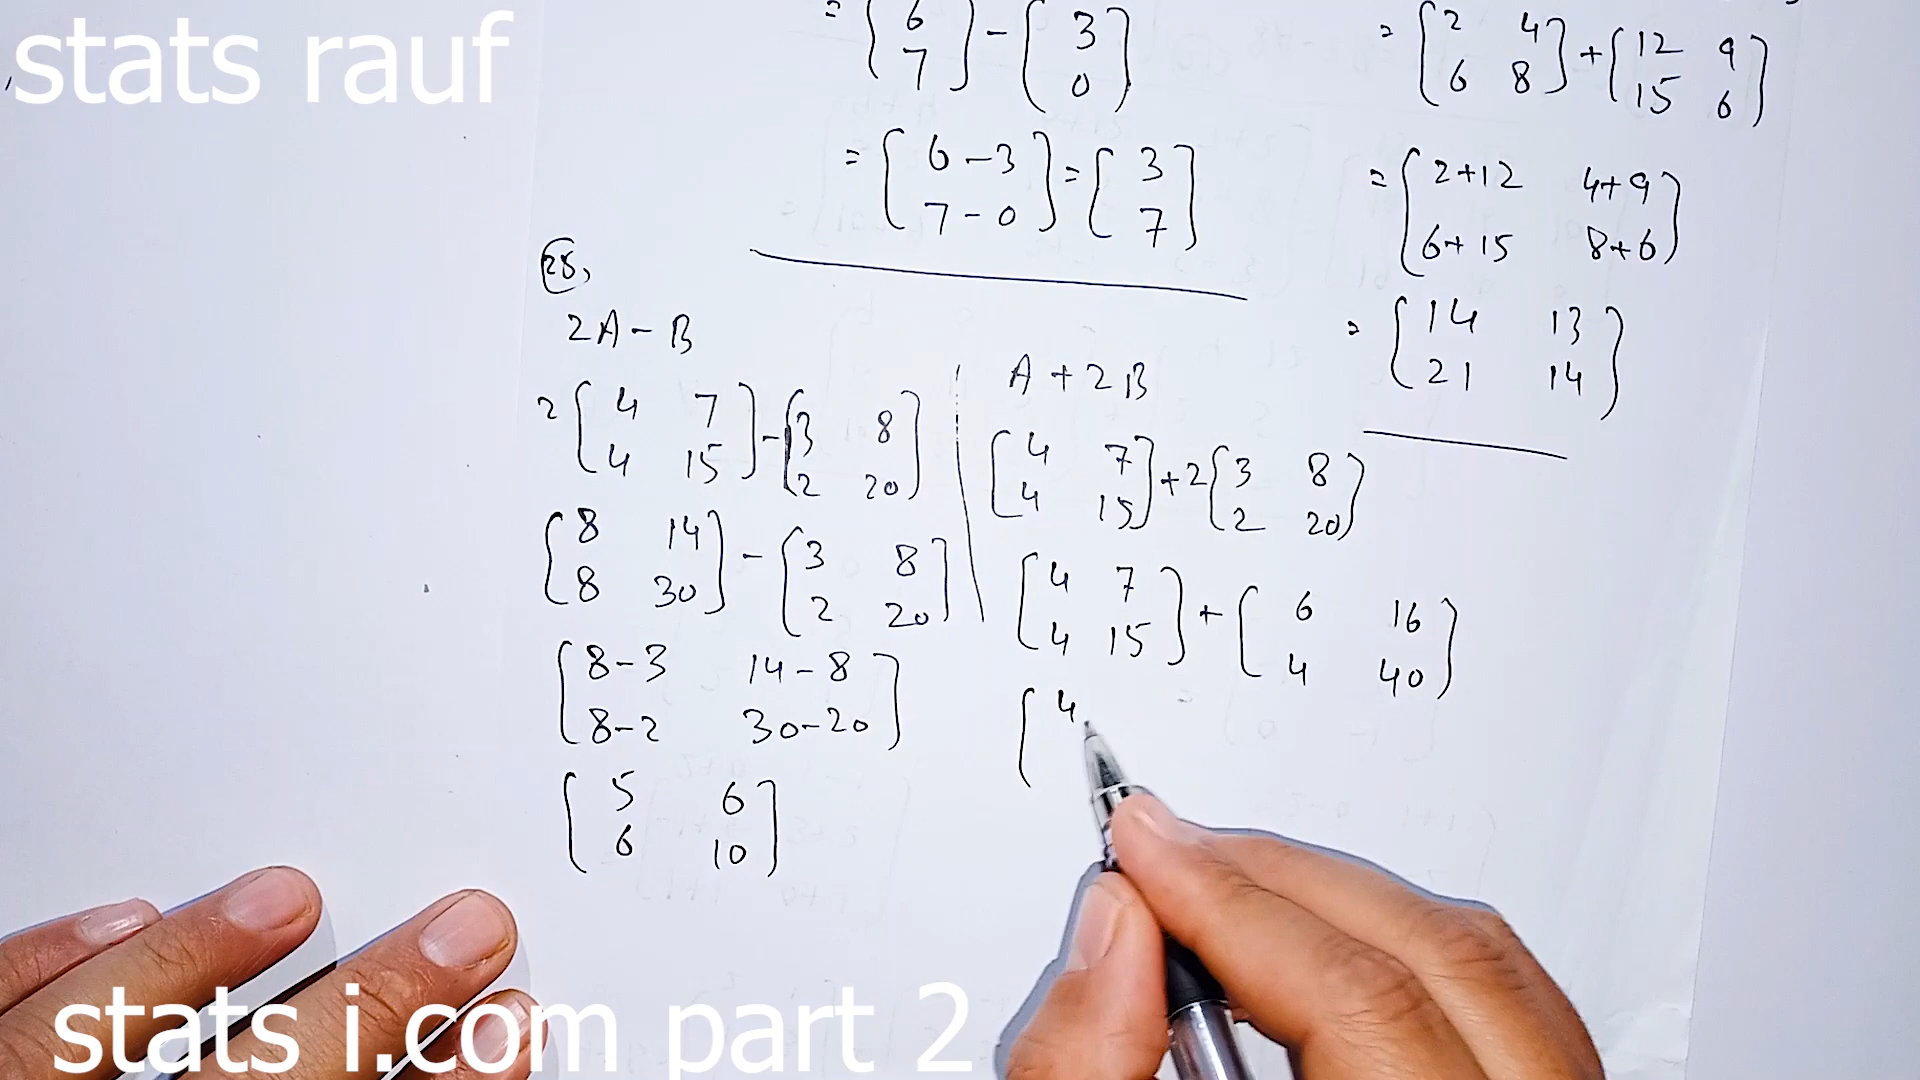 stats rauf
= [6 7] - [3 0]
= [6-3 7-0] = [3 7]
= [2 4 6 8] + [12 9 15 6]
= [2+12 4+9 6+15 8+6]
= [14 13 21 14]
28,
2A - B
2 [4 7 4 15] - [3 8 2 20]
[8 14 8 30] - [3 8 2 20]
[8-3 14-8 8-2 30-20]
[5 6 6 10]
A + 2B
[4 7 4 15] + 2 [3 8 2 20]
[4 7 4 15] + [6 16 4 40]
[4
stats i.com part 2